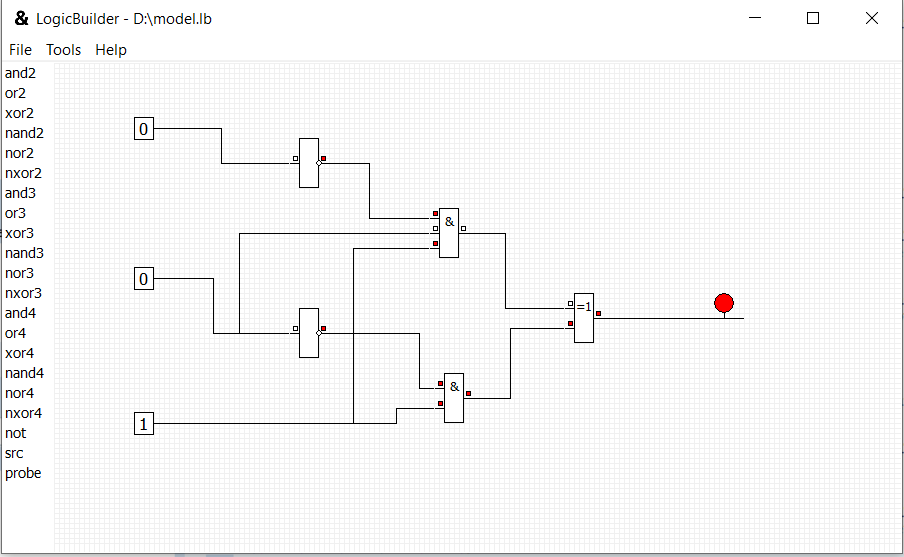 & LogicBuilder - D:\model.lb
File Tools Help
and2
or2
xor2
nand2
nor2
nxor2
and3
or3
xor3
nand3
nor3
nxor3
and4
or4
xor4
nand4
nor4
nxor4
not
src
probe
0
&
0
=1
&
1